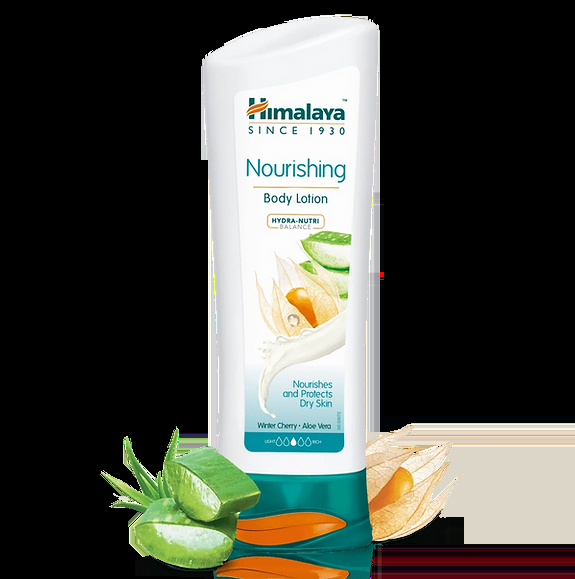 Himalaya™
SINCE 1930
Nourishing
Body Lotion
HYDRA-NUTRI
BALANCE
Nourishes
and Protects
Dry Skin
Winter Cherry • Aloe Vera
LIGHT RICH